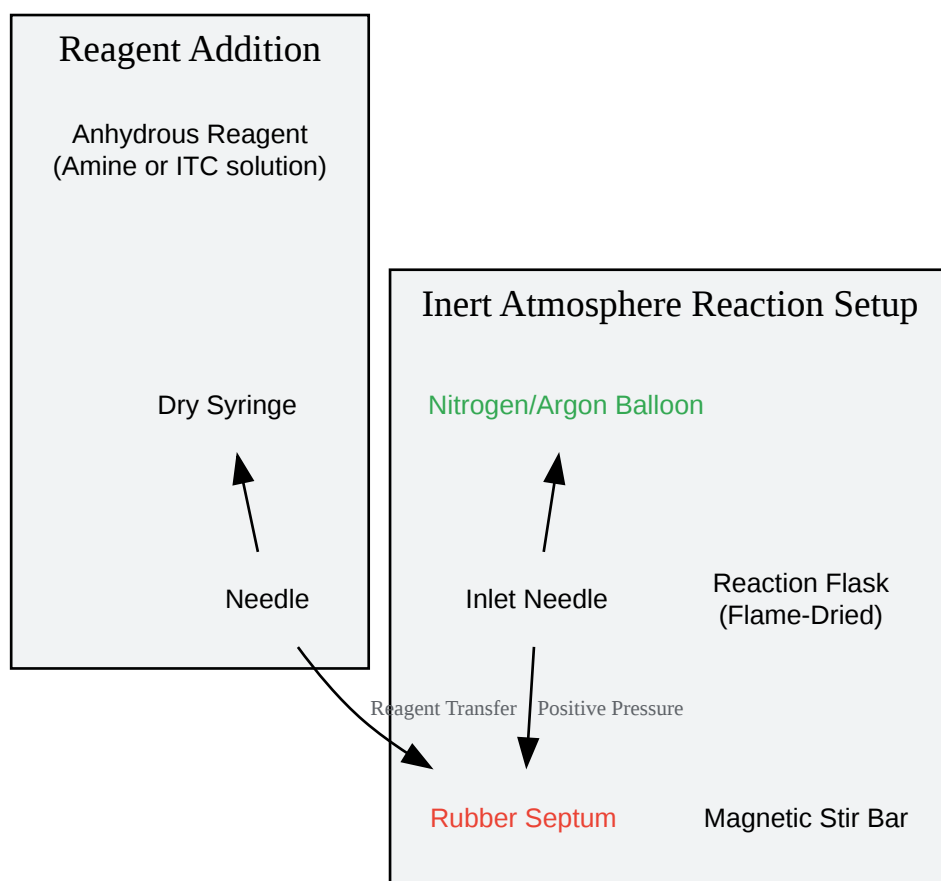 Reagent Addition
Anhydrous Reagent
(Amine or ITC solution)
Dry Syringe
Needle
Inert Atmosphere Reaction Setup
Nitrogen/Argon Balloon
Inlet Needle
Reaction Flask
(Flame-Dried)
Reagent Transfer
Positive Pressure
Rubber Septum
Magnetic Stir Bar